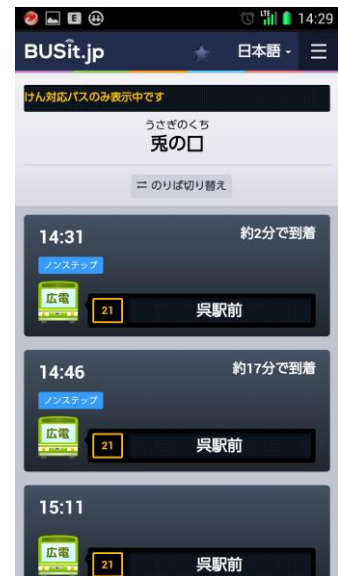 LTE 14:29
BUSit.jp 日本語
けん対応バスのみ表示中です
うさぎのくち
兎の口
のりば切り替え
14:31 約2分で到着
ノンステップ
広電 21 呉駅前
14:46 約17分で到着
ノンステップ
広電 21 呉駅前
15:11
広電 21 呉駅前